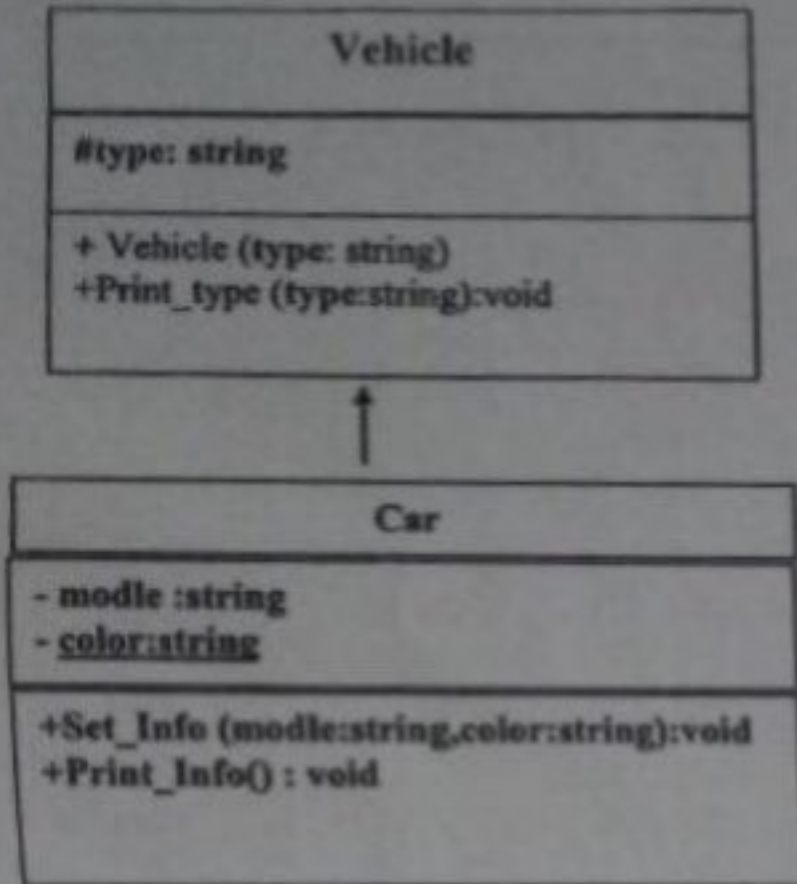 Vehicle
#type: string
+ Vehicle (type: string)
+Print_type (type:string):void
Car
- modle :string
- color:string
+Set_Info (modle:string,color:string):void
+Print_Info() : void